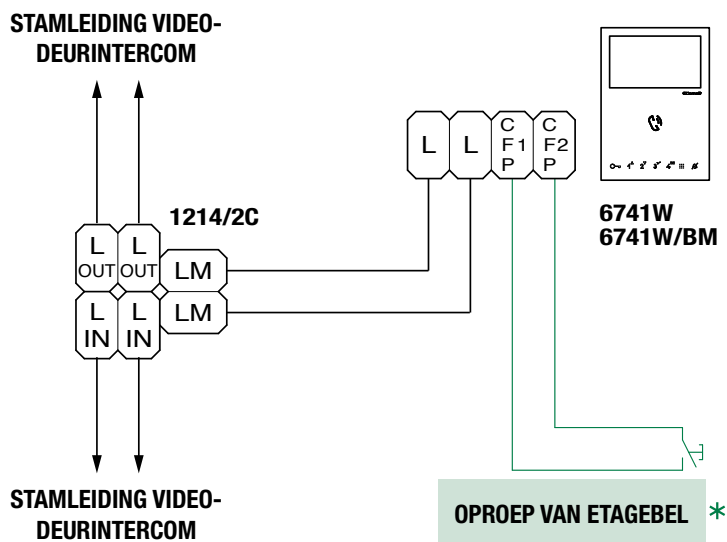 STAMLEIDING VIDEO-
DEURINTERCOM
L L C F1 P C F2 P
6741W
6741W/BM
1214/2C
L OUT L OUT LM
L IN L IN LM
STAMLEIDING VIDEO-
DEURINTERCOM
OPROEP VAN ETAGEBEL *